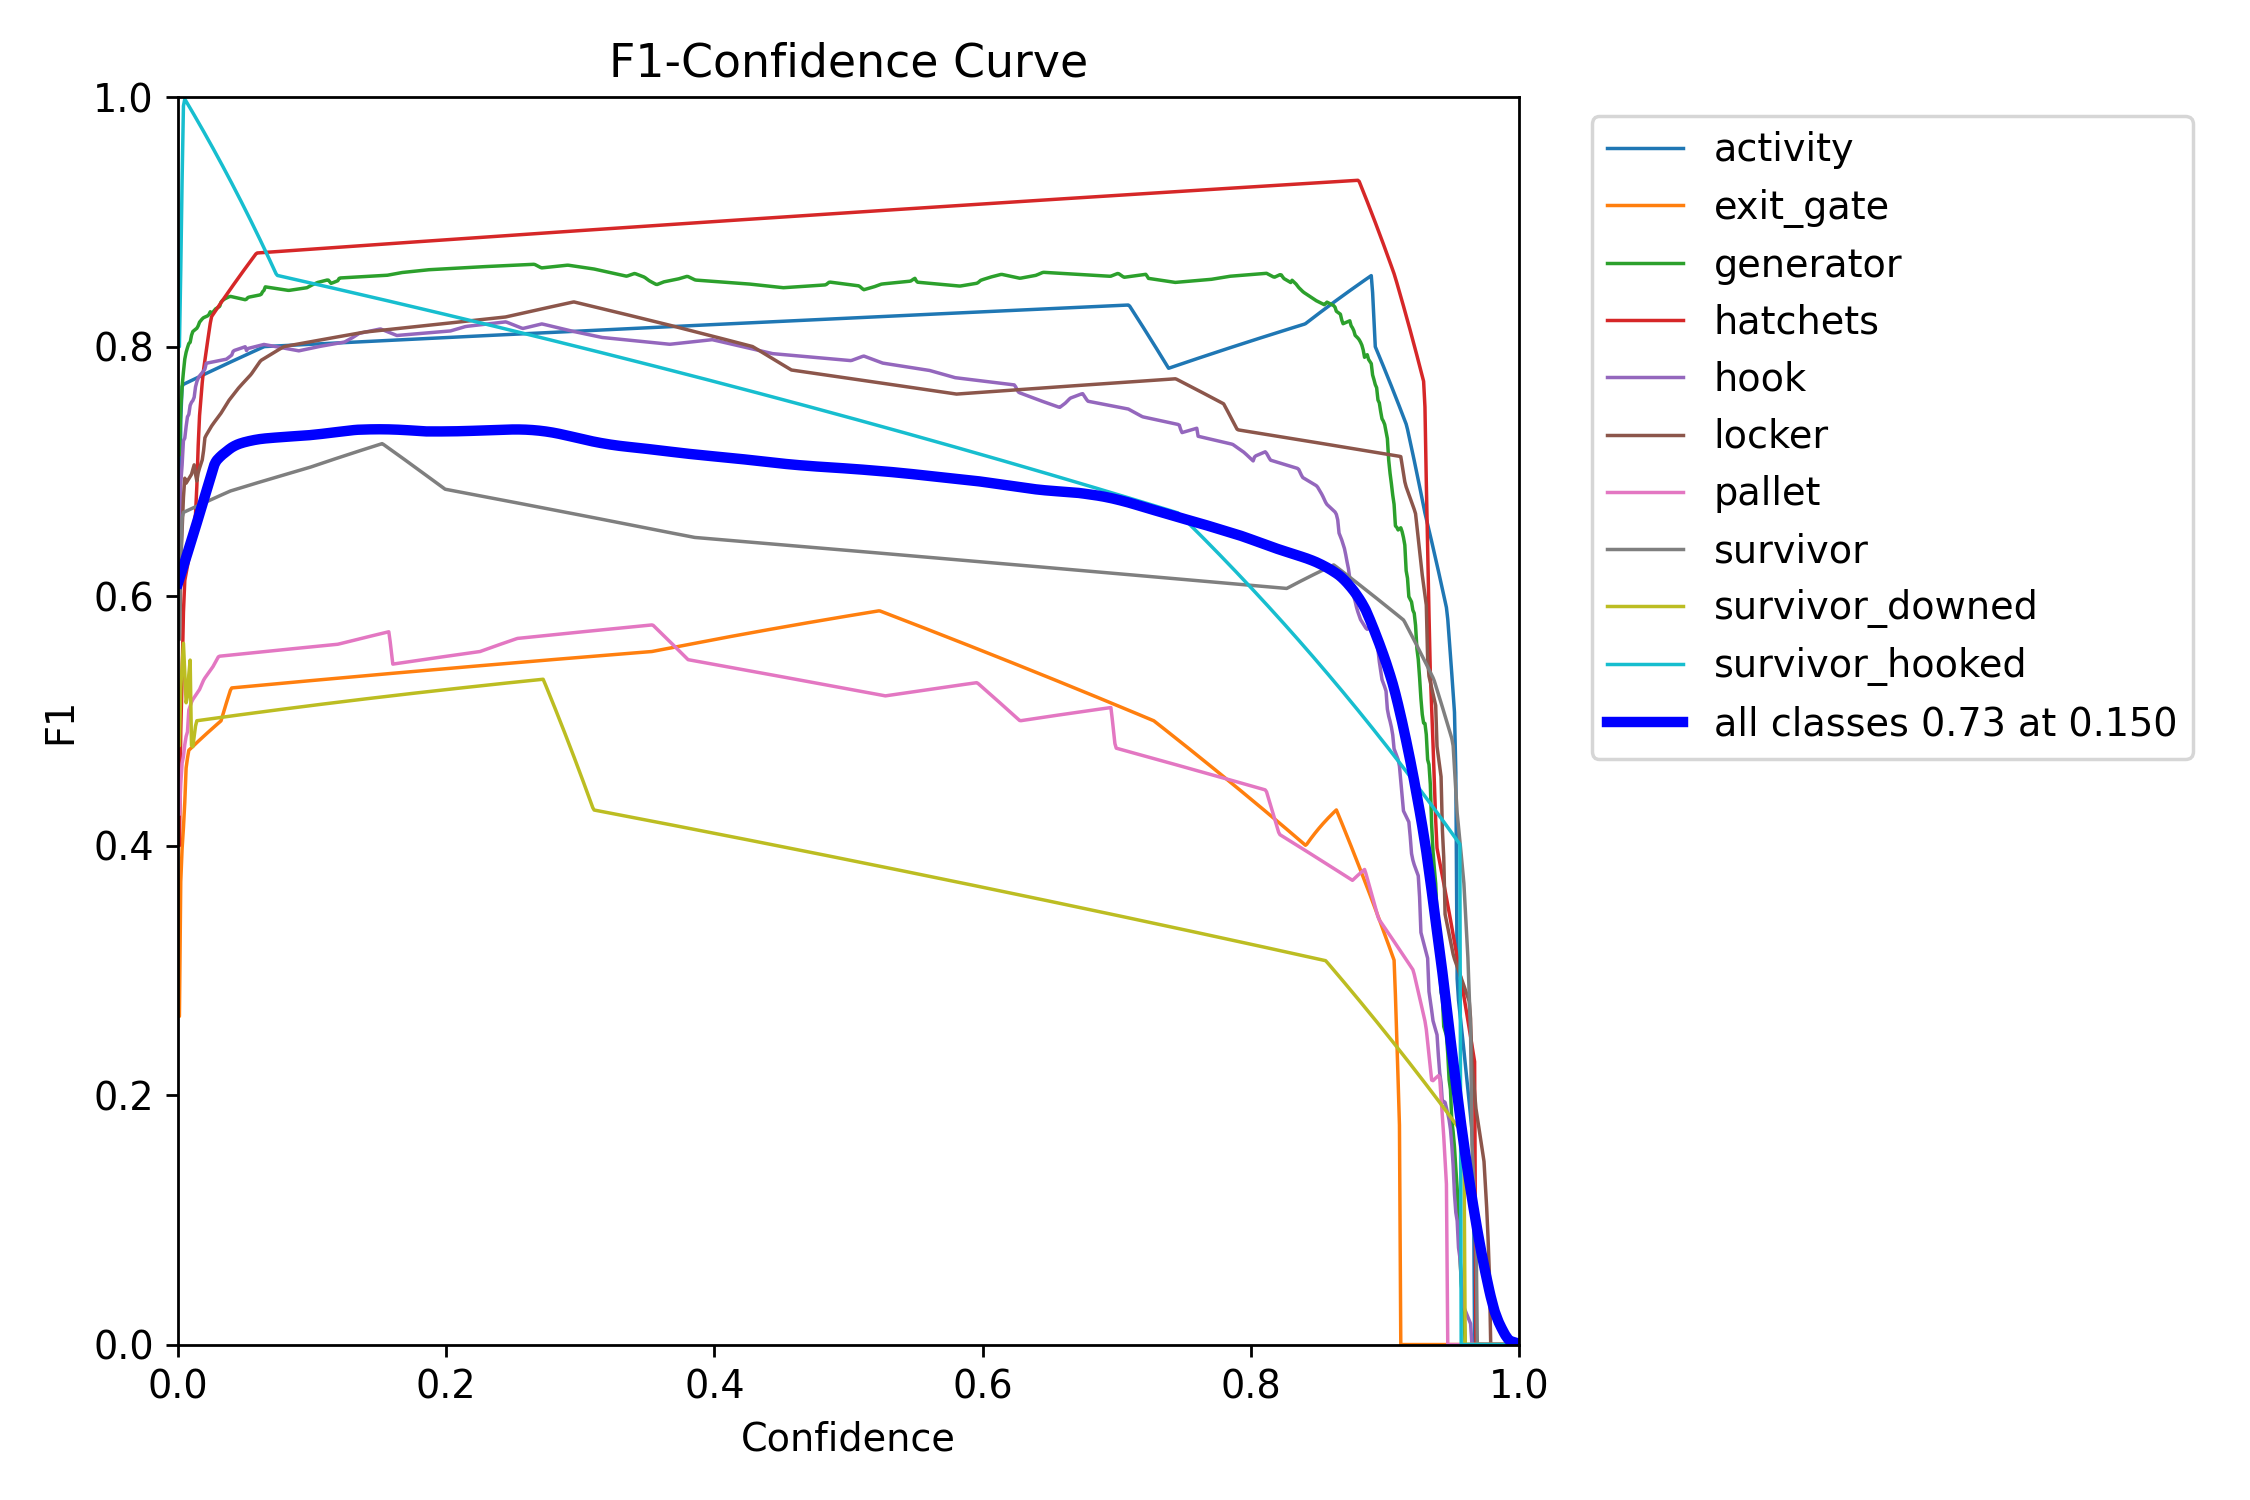 F1-Confidence Curve
1.0
0.8
0.6
0.4
0.2
0.0
F1
0.0 0.2 0.4 0.6 0.8 1.0
Confidence
activity
exit_gate
generator
hatchets
hook
locker
pallet
survivor
survivor_downed
survivor_hooked
all classes 0.73 at 0.150